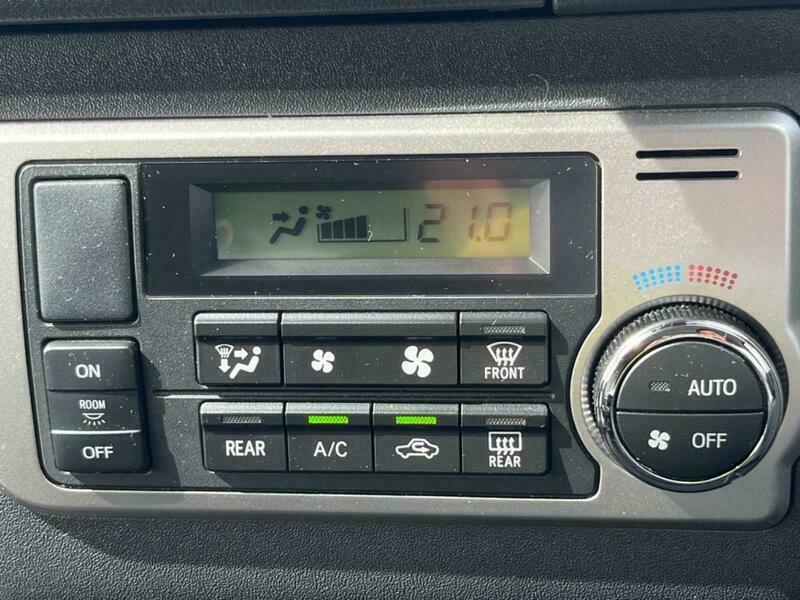 21.0
FRONT
ON
ROOM
OFF
REAR
A/C
REAR
AUTO
OFF